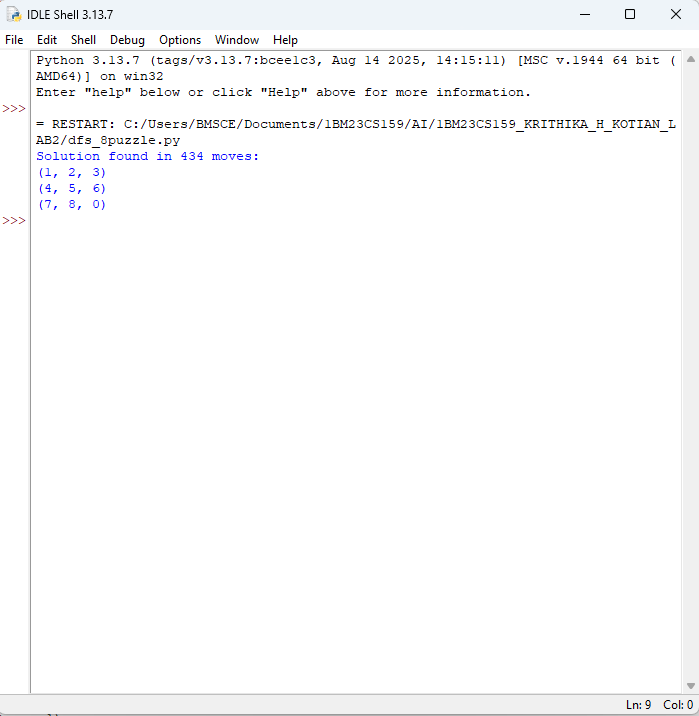 IDLE Shell 3.13.7
File Edit Shell Debug Options Window Help
Python 3.13.7 (tags/v3.13.7:bcee1c3, Aug 14 2025, 14:15:11) [MSC v.1944 64 bit (
AMD64)] on win32
Enter "help" below or click "Help" above for more information.
>>>
= RESTART: C:/Users/BMSCE/Documents/1BM23CS159/AI/1BM23CS159_KRITHIKA_H_KOTIAN_L
AB2/dfs_8puzzle.py
Solution found in 434 moves:
(1, 2, 3)
(4, 5, 6)
(7, 8, 0)
>>>
Ln: 9 Col: 0